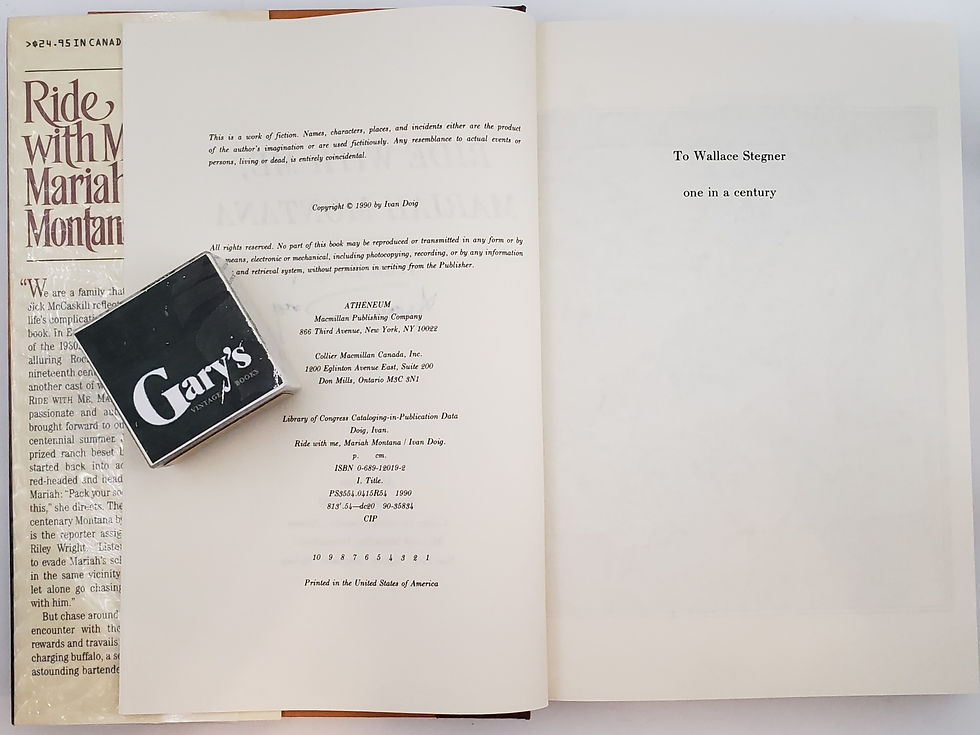 >$24.95 IN CANAD
Ride
with M
Mariah
Montan
“We are a family that
Jick McCaskill reflect
life's complicati
book. In E
of the 1930
alluring Roc
nineteenth cen
another cast of w
RIDE WITH ME, MA
passionate and aut
brought forward to ou
centennial summer
prized ranch beset b
started back into ac
red-headed and head
Mariah: “Pack your so
this,” she directs. The
centenary Montana by
is the reporter assig
Riley Wright. “Listen
to evade Mariah's scl
in the same vicinity
let alone go chasing
with him.”
But chase around
encounter with the
rewards and travails
charging buffalo, a se
astounding bartende
Gary's
VINTAGE BOOKS
This is a work of fiction. Names, characters, places, and incidents either are the product
of the author's imagination or are used fictitiously. Any resemblance to actual events or
persons, living or dead, is entirely coincidental.
Copyright © 1990 by Ivan Doig
All rights reserved. No part of this book may be reproduced or transmitted in any form or by
means, electronic or mechanical, including photocopying, recording, or by any information
and retrieval system, without permission in writing from the Publisher.
ATHENEUM
Macmillan Publishing Company
866 Third Avenue, New York, NY 10022
Collier Macmillan Canada, Inc.
1200 Eglinton Avenue East, Suite 200
Don Mills, Ontario M3C 3N1
Library of Congress Cataloging-in-Publication Data
Doig, Ivan.
Ride with me, Mariah Montana / Ivan Doig.
p. cm.
ISBN 0-689-12019-2
I. Title.
PS3554.O415R54 1990
813'.54—dc20 90-35834
CIP
10 9 8 7 6 5 4 3 2 1
Printed in the United States of America
To Wallace Stegner
one in a century